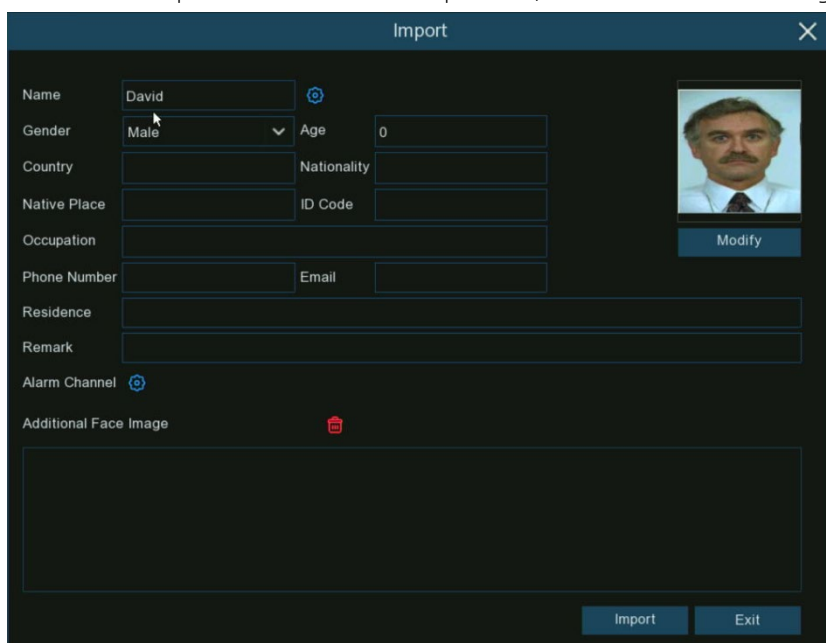 Import
Name David
Gender Male Age 0
Country Nationality
Native Place ID Code
Occupation Modify
Phone Number Email
Residence
Remark
Alarm Channel
Additional Face Image
Import Exit